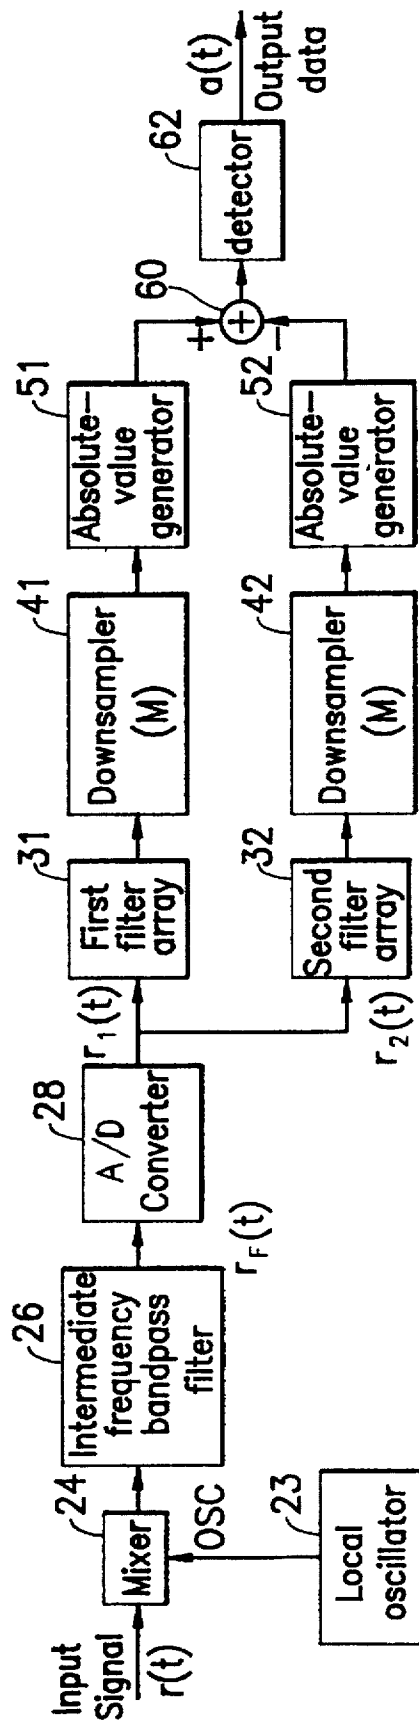 Input
Signal
r(t)
24
Mixer
OSC
23
Local
oscillator
26
Intermediate
frequency
bandpass
filter
r_F(t)
28
A/D
Converter
r_1(t)
r_2(t)
31
First
filter
array
41
Downsampler
(M)
51
Absolute–
value
generator
32
Second
filter
array
42
Downsampler
(M)
52
Absolute–
value
generator
+
60
+
–
62
detector
a(t)
Output
data